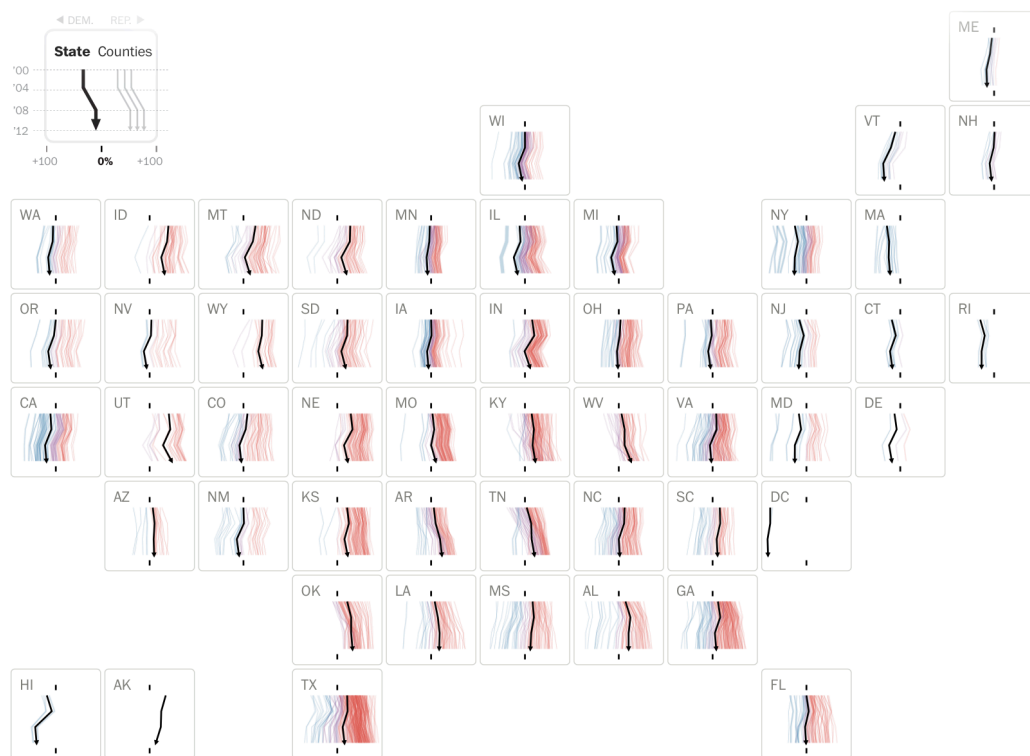 ◀ DEM. REP. ▶
State Counties
'00
'04
'08
'12
+100 0% +100
ME
WI VT NH
WA ID MT ND MN IL MI NY MA
OR NV WY SD IA IN OH PA NJ CT RI
CA UT CO NE MO KY WV VA MD DE
AZ NM KS AR TN NC SC DC
OK LA MS AL GA
HI AK TX FL